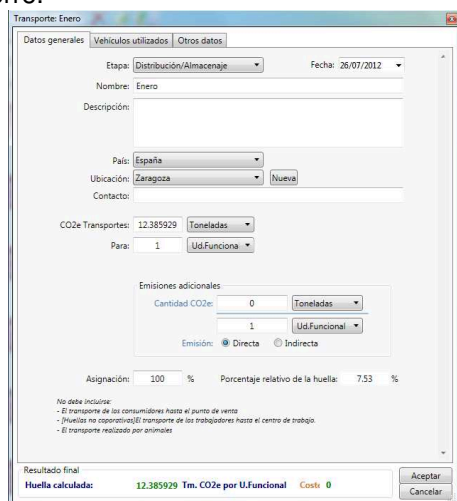 Transporte: Enero
Datos generales Vehículos utilizados Otros datos
Etapa: Distribución/Almacenaje Fecha: 26/07/2012
Nombre: Enero
Descripción:
País: España
Ubicación: Zaragoza Nueva
Contacto:
CO2e Transportes: 12.385929 Toneladas
Para: 1 Ud.Funciona
Emisiones adicionales
Cantidad CO2e: 0 Toneladas
1 Ud.Funcional
Emisión: Directa Indirecta
Asignación: 100 % Porcentaje relativo de la huella: 7.53 %
No debe incluirse:
- El transporte de los consumidores hasta el punto de venta
- [Huellas no coporativas]El transporte de los trabajadores hasta el centro de trabajo.
- El transporte realizado por animales
Resultado final
Huella calculada: 12.385929 Tm. CO2e por U.Funcional Coste 0
Aceptar
Cancelar